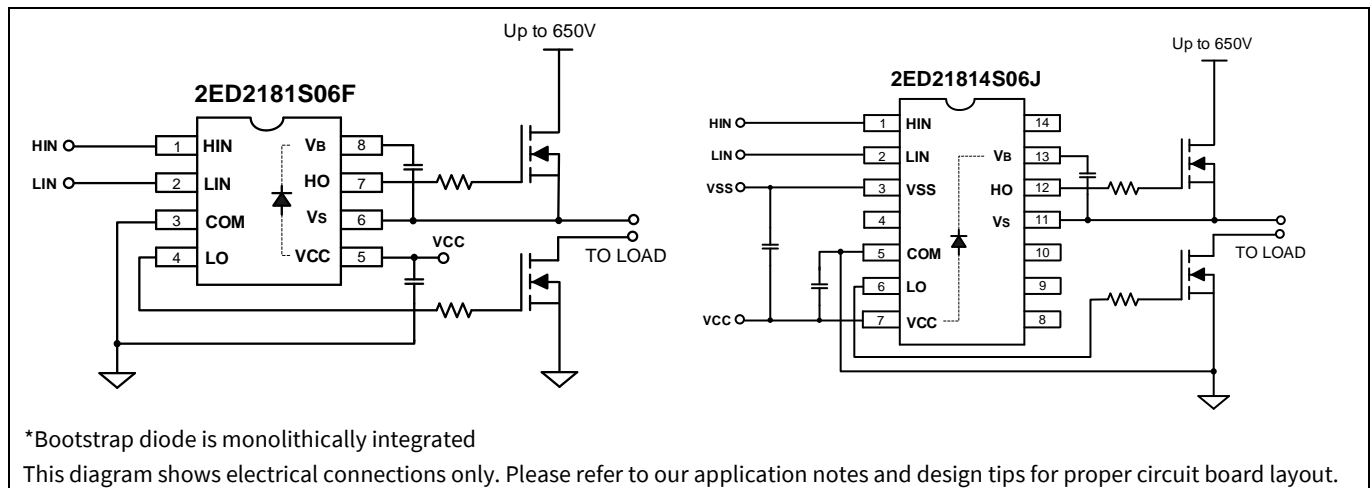 Up to 650V
2ED2181S06F
HIN
LIN
1 HIN
2 LIN
3 COM
4 LO
VB 8
HO 7
Vs 6
VCC 5
VCC
TO LOAD
Up to 650V
2ED21814S06J
HIN
LIN
VSS
VCC
1 HIN
2 LIN
3 VSS
4
5 COM
6 LO
7 VCC
14
VB 13
HO 12
Vs 11
10
9
8
TO LOAD
*Bootstrap diode is monolithically integrated
This diagram shows electrical connections only. Please refer to our application notes and design tips for proper circuit board layout.